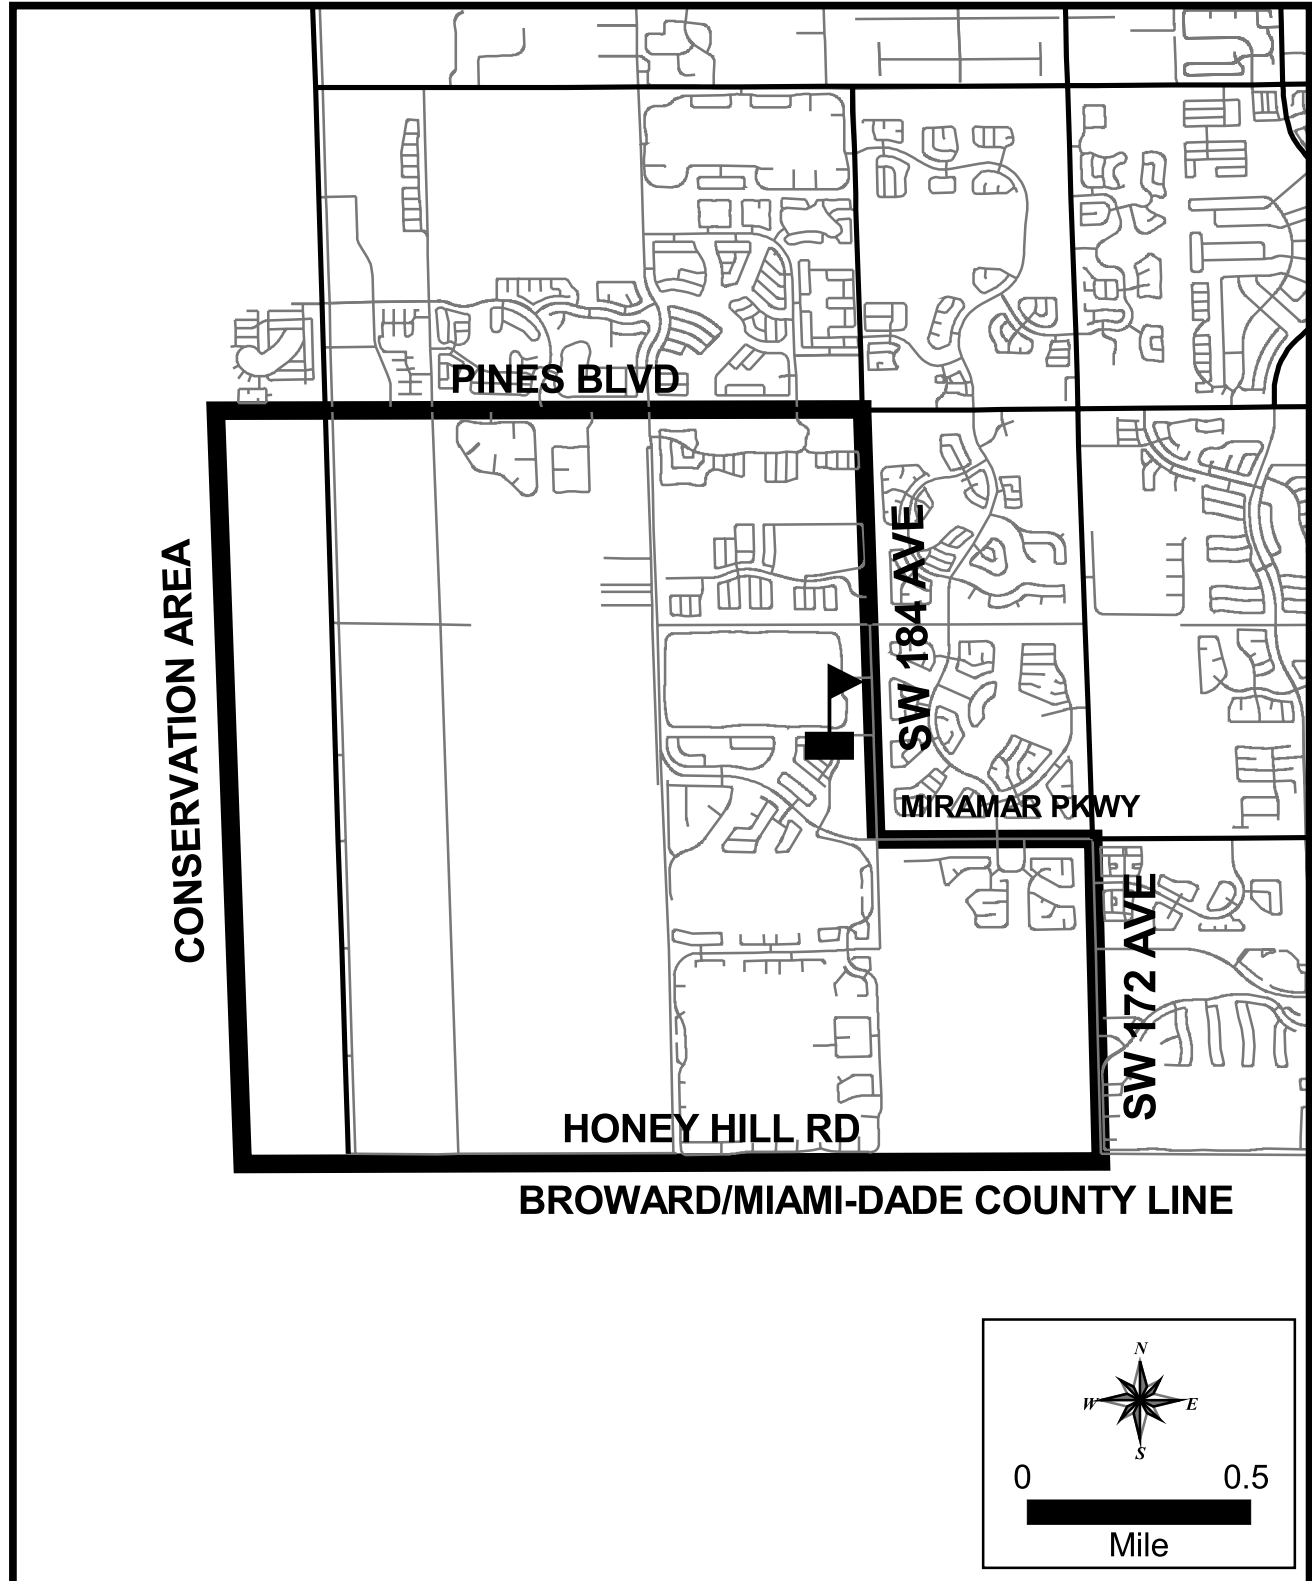 PINES BLVD
CONSERVATION AREA
SW 184 AVE
MIRAMAR PKWY
SW 172 AVE
HONEY HILL RD
BROWARD/MIAMI-DADE COUNTY LINE
N
W
E
S
0 0.5
Mile